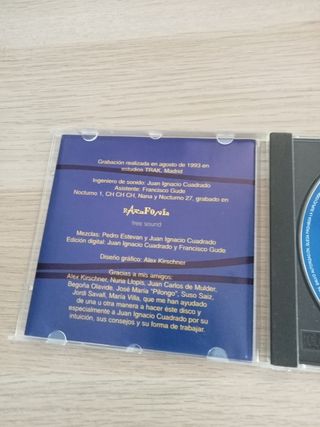 Grabación realizada en agosto de 1993 en
estudios TRAK, Madrid
Ingeniero de sonido: Juan Ignacio Cuadrado
Asistente: Francisco Gude
Nocturno 1, CH CH CH, Nana y Nocturno 27, grabado en
free sound
Mezclas: Pedro Estevan y Juan Ignacio Cuadrado
Edición digital: Juan Ignacio Cuadrado y Francisco Gude
Diseño gráfico: Alex Kirschner
Gracias a mis amigos:
Alex Kirschner, Nuria Llopis, Juan Carlos de Mulder,
Begoña Olavide, José María "Pilongo", Suso Saiz,
Jordi Savall, María Villa, que me han ayudado
de una u otra manera a hacer éste disco y
especialmente a Juan Ignacio Cuadrado por su
intuición, sus consejos y su forma de trabajar.